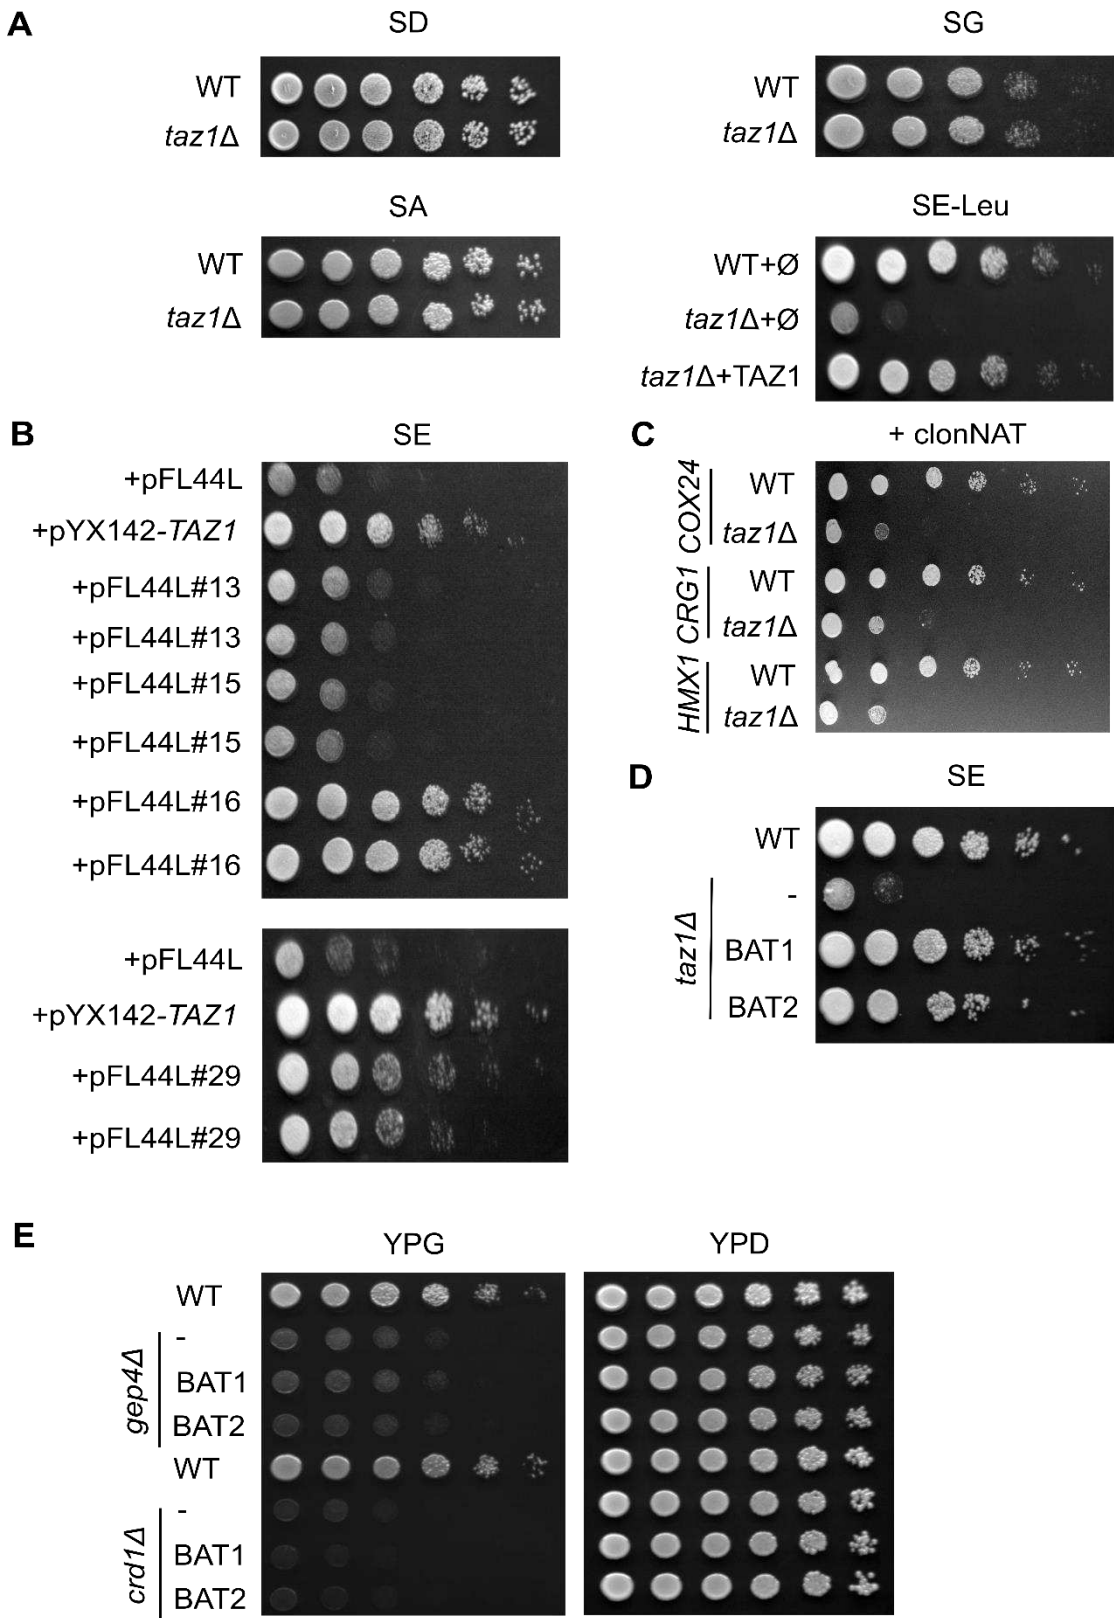 A
SD
WT
taz1Δ
SG
WT
taz1Δ
SA
WT
taz1Δ
SE-Leu
WT+Ø
taz1Δ+Ø
taz1Δ+TAZ1
B
SE
+pFL44L
+pYX142-TAZ1
+pFL44L#13
+pFL44L#13
+pFL44L#15
+pFL44L#15
+pFL44L#16
+pFL44L#16
+pFL44L
+pYX142-TAZ1
+pFL44L#29
+pFL44L#29
C
+ clonNAT
COX24
WT
taz1Δ
CRG1
WT
taz1Δ
HMX1
WT
taz1Δ
D
SE
WT
taz1Δ
-
BAT1
BAT2
E
YPG
YPD
WT
gep4Δ
-
BAT1
BAT2
WT
crd1Δ
-
BAT1
BAT2